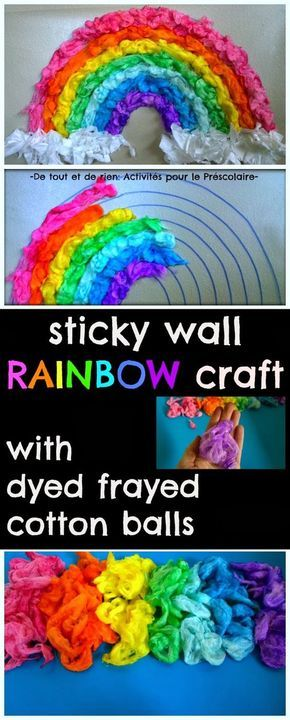 -De tout et de rien: Activités pour le Préscolaire-
sticky wall
RAINBOW craft
with
dyed frayed
cotton balls